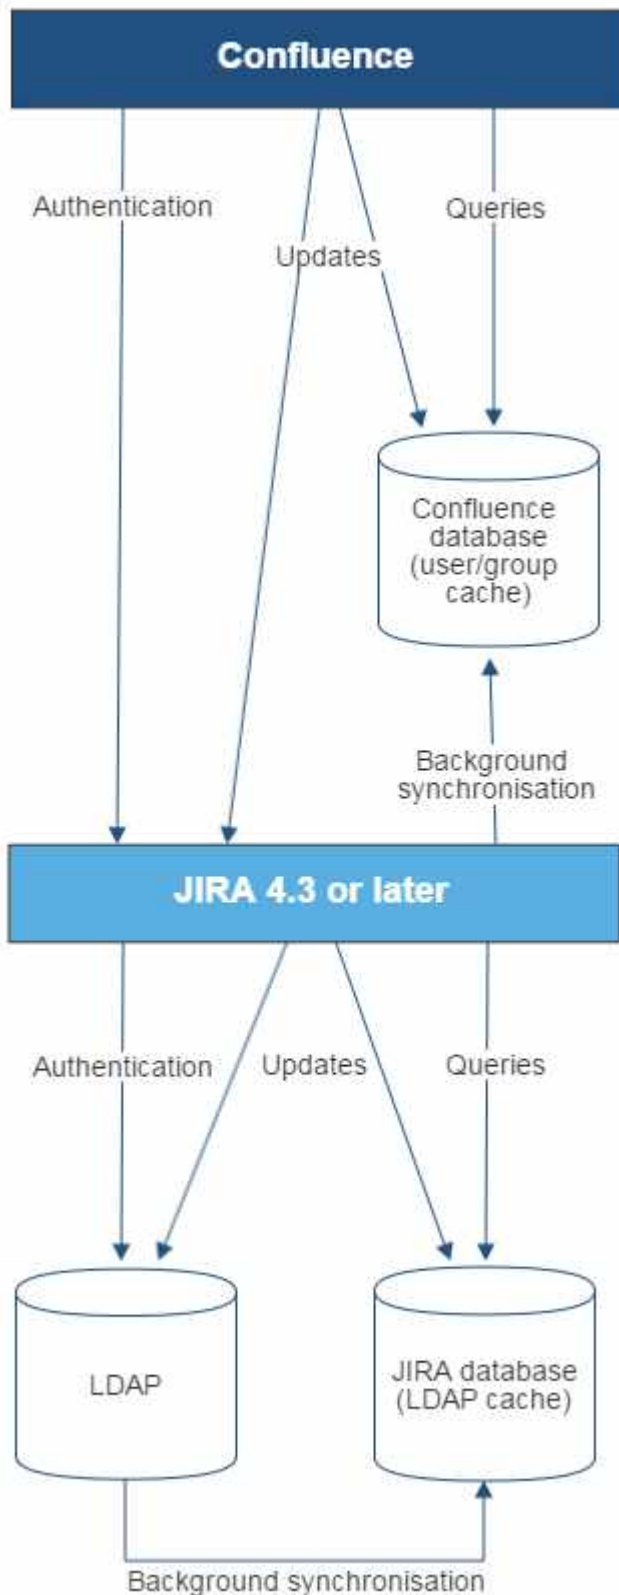 Confluence
Authentication
Queries
Updates
Confluence
database
(user/group
cache)
Background
synchronisation
JIRA 4.3 or later
Authentication
Updates
Queries
LDAP
JIRA database
(LDAP cache)
Background synchronisation